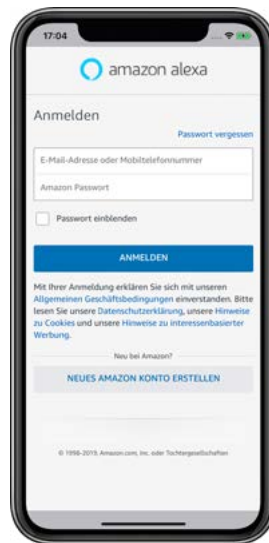 17:04
amazon alexa
Anmelden
Passwort vergessen
E-Mail-Adresse oder Mobiltelefonnummer
Amazon Passwort
Passwort einblenden
ANMELDEN
Mit Ihrer Anmeldung erklären Sie sich mit unseren
Allgemeinen Geschäftsbedingungen einverstanden. Bitte
lesen Sie unsere Datenschutzerklärung, unsere Hinweise
zu Cookies und unsere Hinweise zu interessenbasierter
Werbung.
Neu bei Amazon?
NEUES AMAZON KONTO ERSTELLEN
© 1998-2019, Amazon.com, Inc. oder Tochtergesellschaften